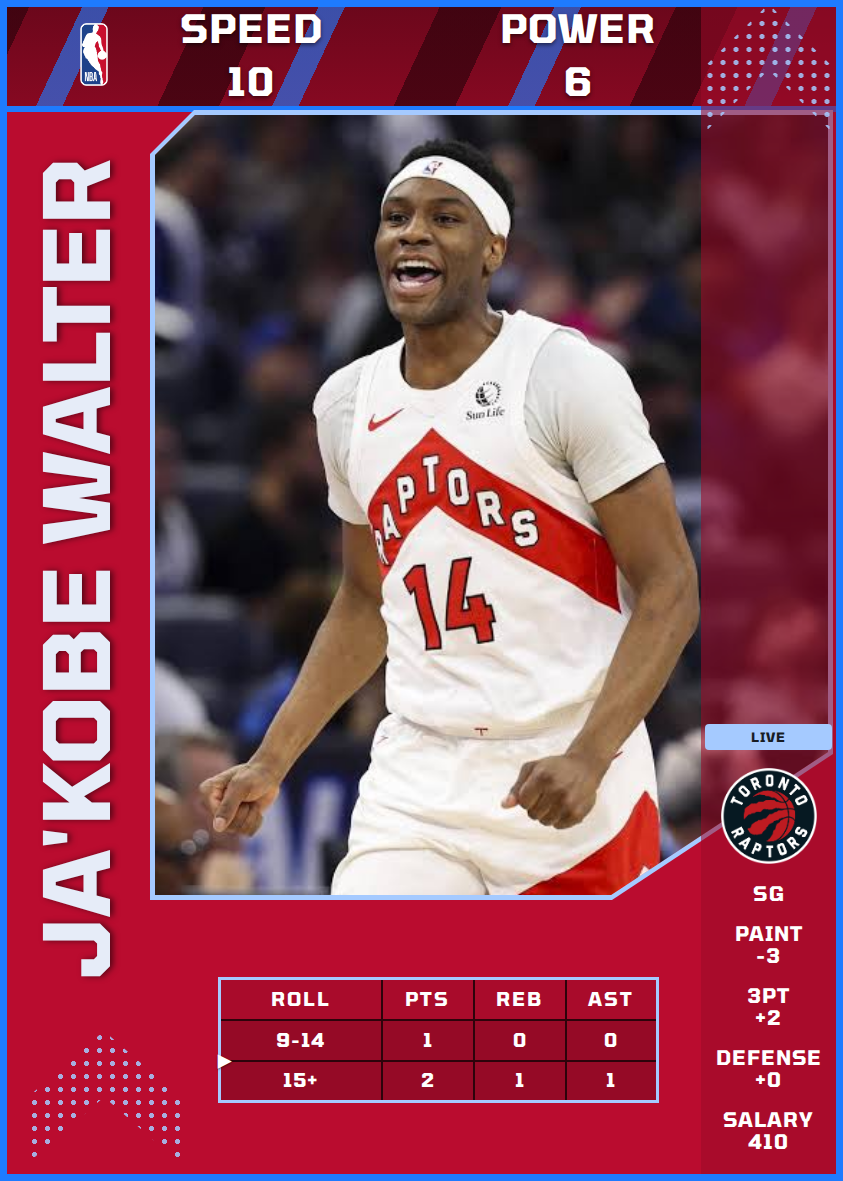 SPEED
10
POWER
6
NBA
JA'KOBE WALTER
Sun Life
RAPTORS
14
LIVE
TORONTO
RAPTORS
SG
PAINT
-3
3PT
+2
DEFENSE
+0
SALARY
410
ROLL PTS REB AST
9-14 1 0 0
15+ 2 1 1